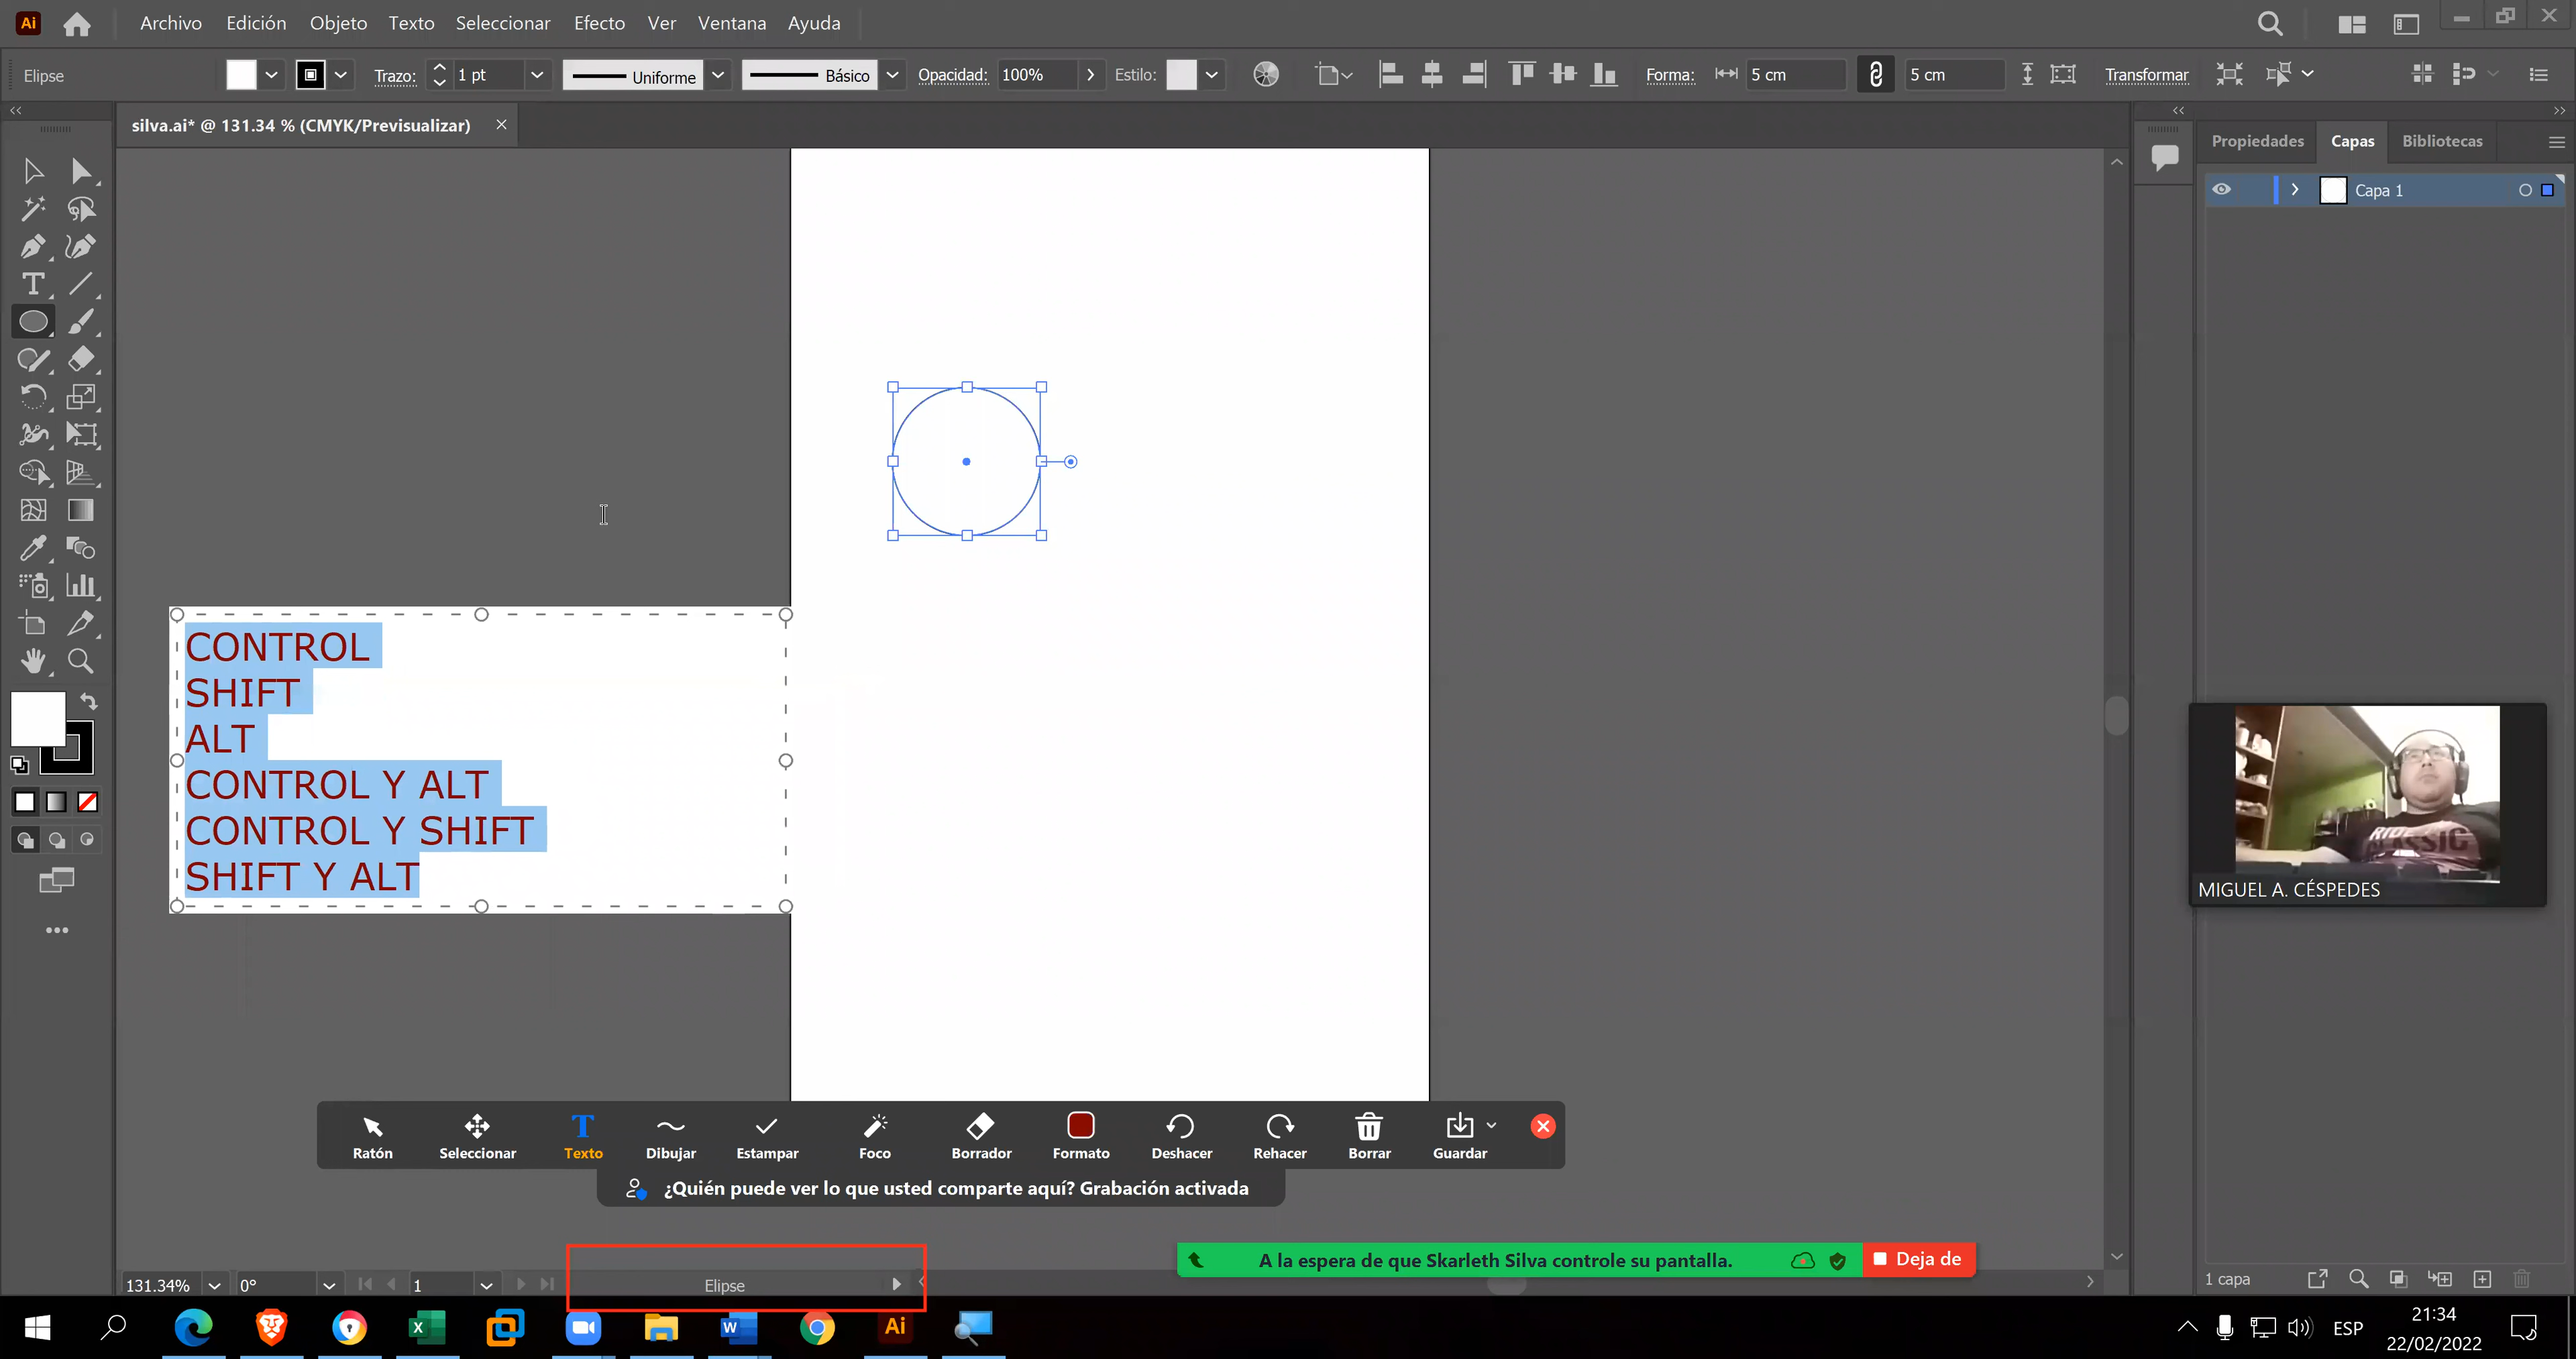 Ai
Archivo Edición Objeto Texto Seleccionar Efecto Ver Ventana Ayuda
Elipse Trazo: 1 pt Uniforme Básico Opacidad: 100% Estilo: Forma: 5 cm 5 cm Transformar
silva.ai* @ 131.34 % (CMYK/Previsualizar)
Propiedades Capas Bibliotecas
Capa 1
CONTROL
SHIFT
ALT
CONTROL Y ALT
CONTROL Y SHIFT
SHIFT Y ALT
MIGUEL A. CÉSPEDES
Ratón Seleccionar Texto Dibujar Estampar Foco Borrador Formato Deshacer Rehacer Borrar Guardar
¿Quién puede ver lo que usted comparte aquí? Grabación activada
A la espera de que Skarleth Silva controle su pantalla. Deja de
131.34% 0° 1 Elipse
1 capa
Ai
ESP
21:34
22/02/2022